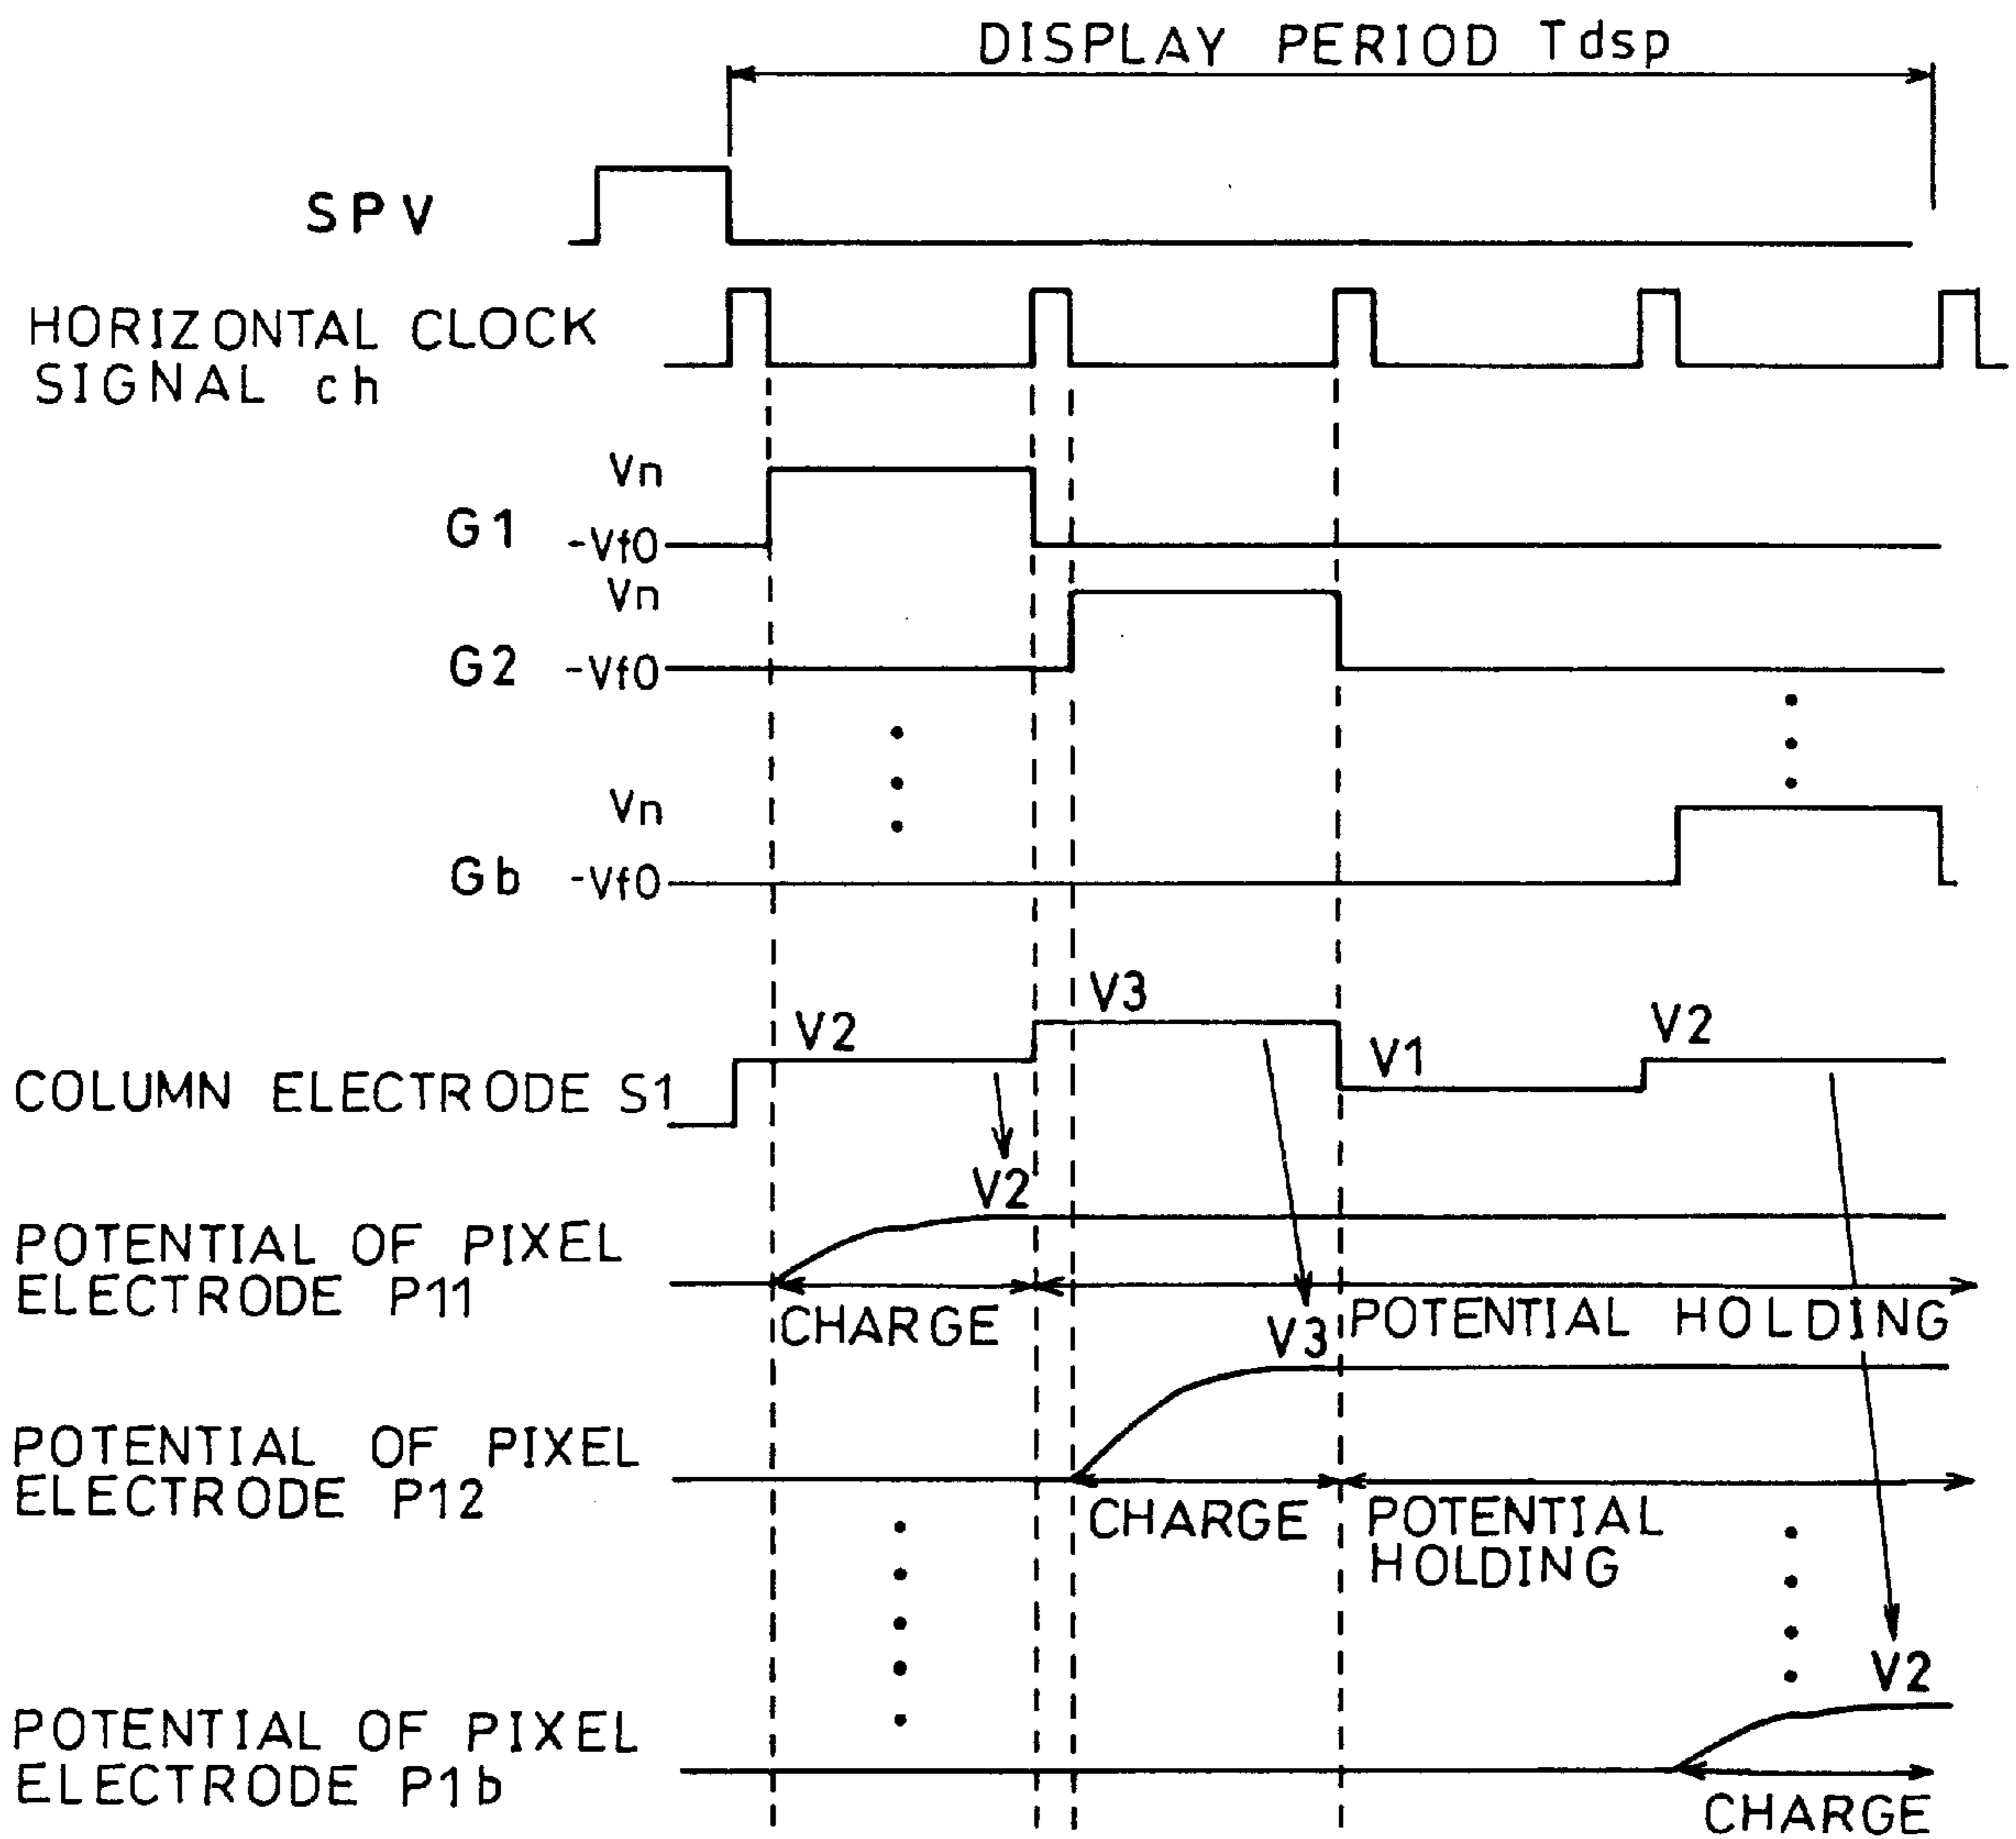 DISPLAY PERIOD Tdsp
SPV
HORIZONTAL CLOCK
SIGNAL ch
Vn
G1 -Vf0
Vn
G2 -Vf0
Vn
Gb -Vf0
V3
V2
V2
V1
COLUMN ELECTRODE S1
V2
POTENTIAL OF PIXEL
ELECTRODE P11
CHARGE
V3
POTENTIAL HOLDING
POTENTIAL OF PIXEL
ELECTRODE P12
CHARGE
POTENTIAL
HOLDING
V2
POTENTIAL OF PIXEL
ELECTRODE P1b
CHARGE